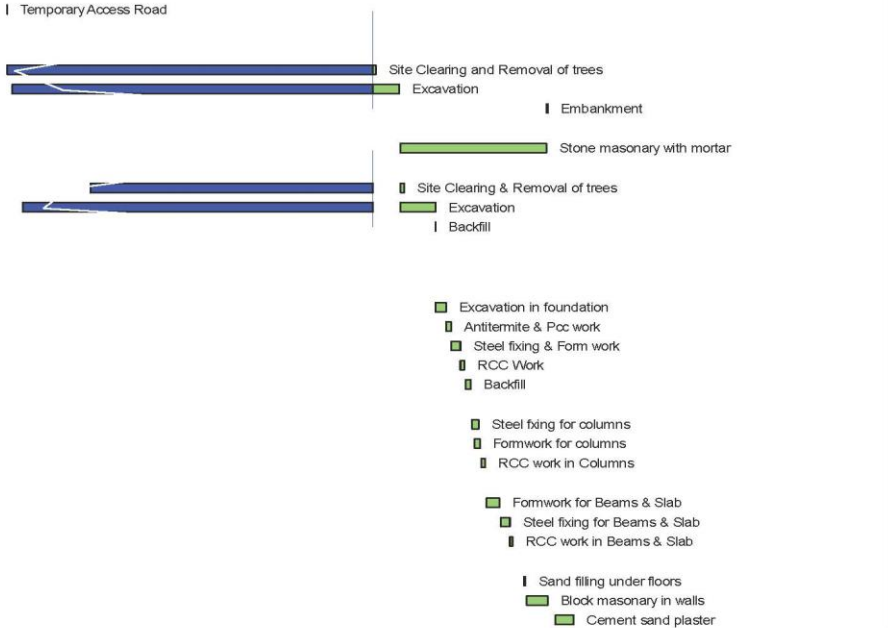 Temporary Access Road
Site Clearing and Removal of trees
Excavation
Embankment
Stone masonary with mortar
Site Clearing & Removal of trees
Excavation
Backfill
Excavation in foundation
Antitermite & Pcc work
Steel fixing & Form work
RCC Work
Backfill
Steel fxing for columns
Formwork for columns
RCC work in Columns
Formwork for Beams & Slab
Steel fixing for Beams & Slab
RCC work in Beams & Slab
Sand filling under floors
Block masonary in walls
Cement sand plaster